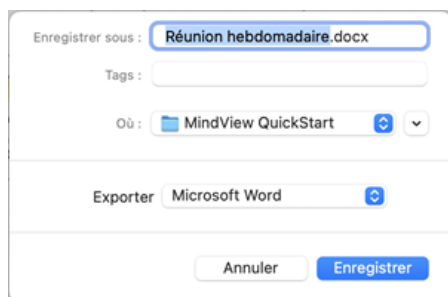 Enregistrer sous : Réunion hebdomadaire.docx
Tags :
Où : MindView QuickStart
Exporter Microsoft Word
Annuler Enregistrer